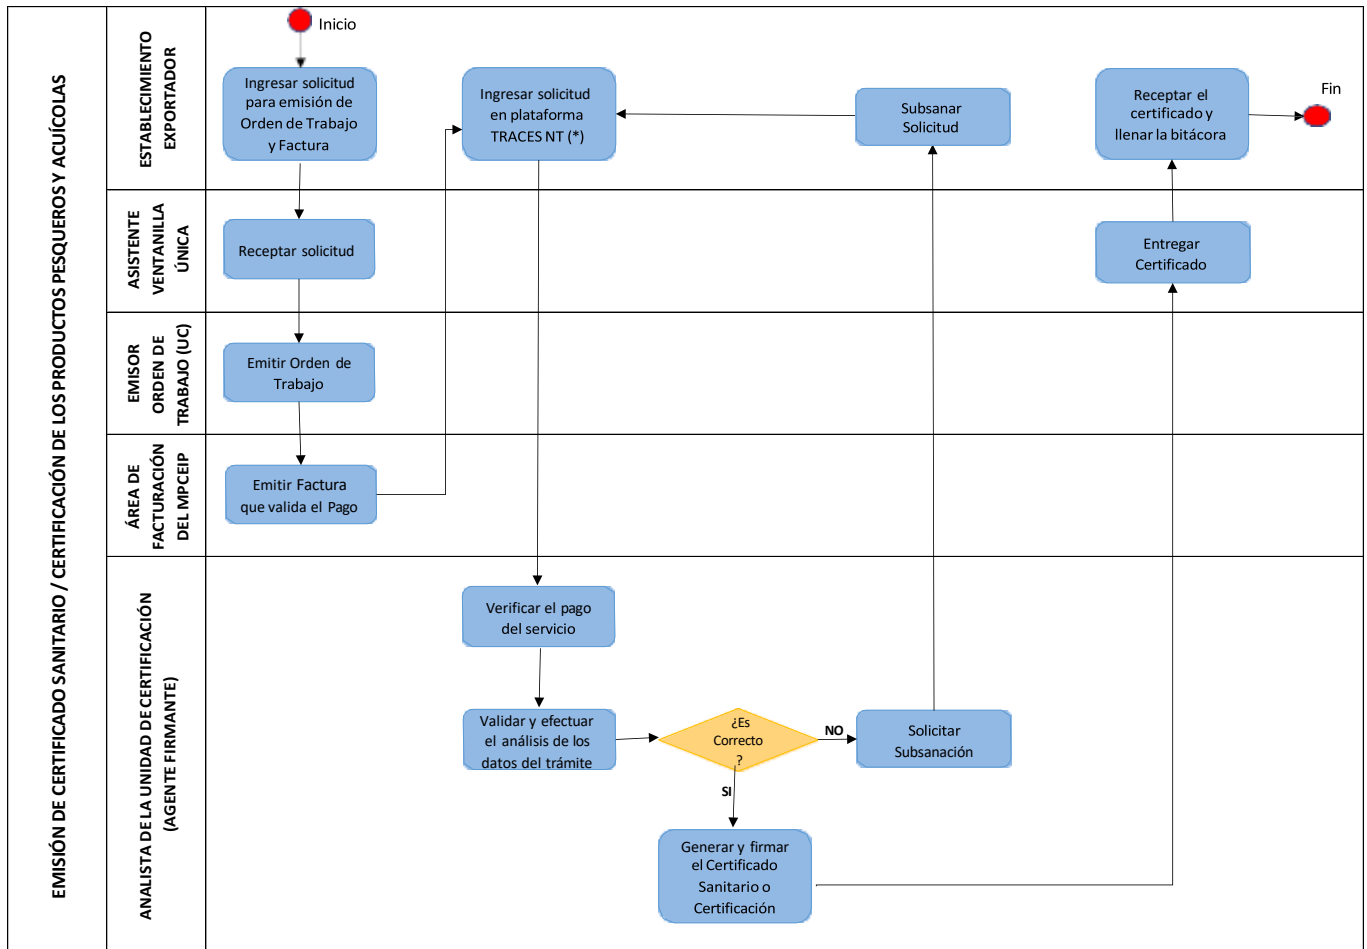 EMISIÓN DE CERTIFICADO SANITARIO / CERTIFICACIÓN DE LOS PRODUCTOS PESQUEROS Y ACUÍCOLAS
ESTABLECIMIENTO
EXPORTADOR
Inicio
Ingresar solicitud
para emisión de
Orden de Trabajo
y Factura
Ingresar solicitud
en plataforma
TRACES NT (*)
Subsanar
Solicitud
Receptar el
certificado y
llenar la bitácora
Fin
ASISTENTE
VENTANILLA
ÚNICA
Receptar solicitud
Entregar
Certificado
EMISOR
ORDEN DE
TRABAJO (UC)
Emitir Orden de
Trabajo
ÁREA DE
FACTURACIÓN
DEL MPCEIP
Emitir Factura
que valida el Pago
ANALISTA DE LA UNIDAD DE CERTIFICACIÓN
(AGENTE FIRMANTE)
Verificar el pago
del servicio
Validar y efectuar
el análisis de los
datos del trámite
¿Es
Correcto
?
NO
Solicitar
Subsanación
SI
Generar y firmar
el Certificado
Sanitario o
Certificación